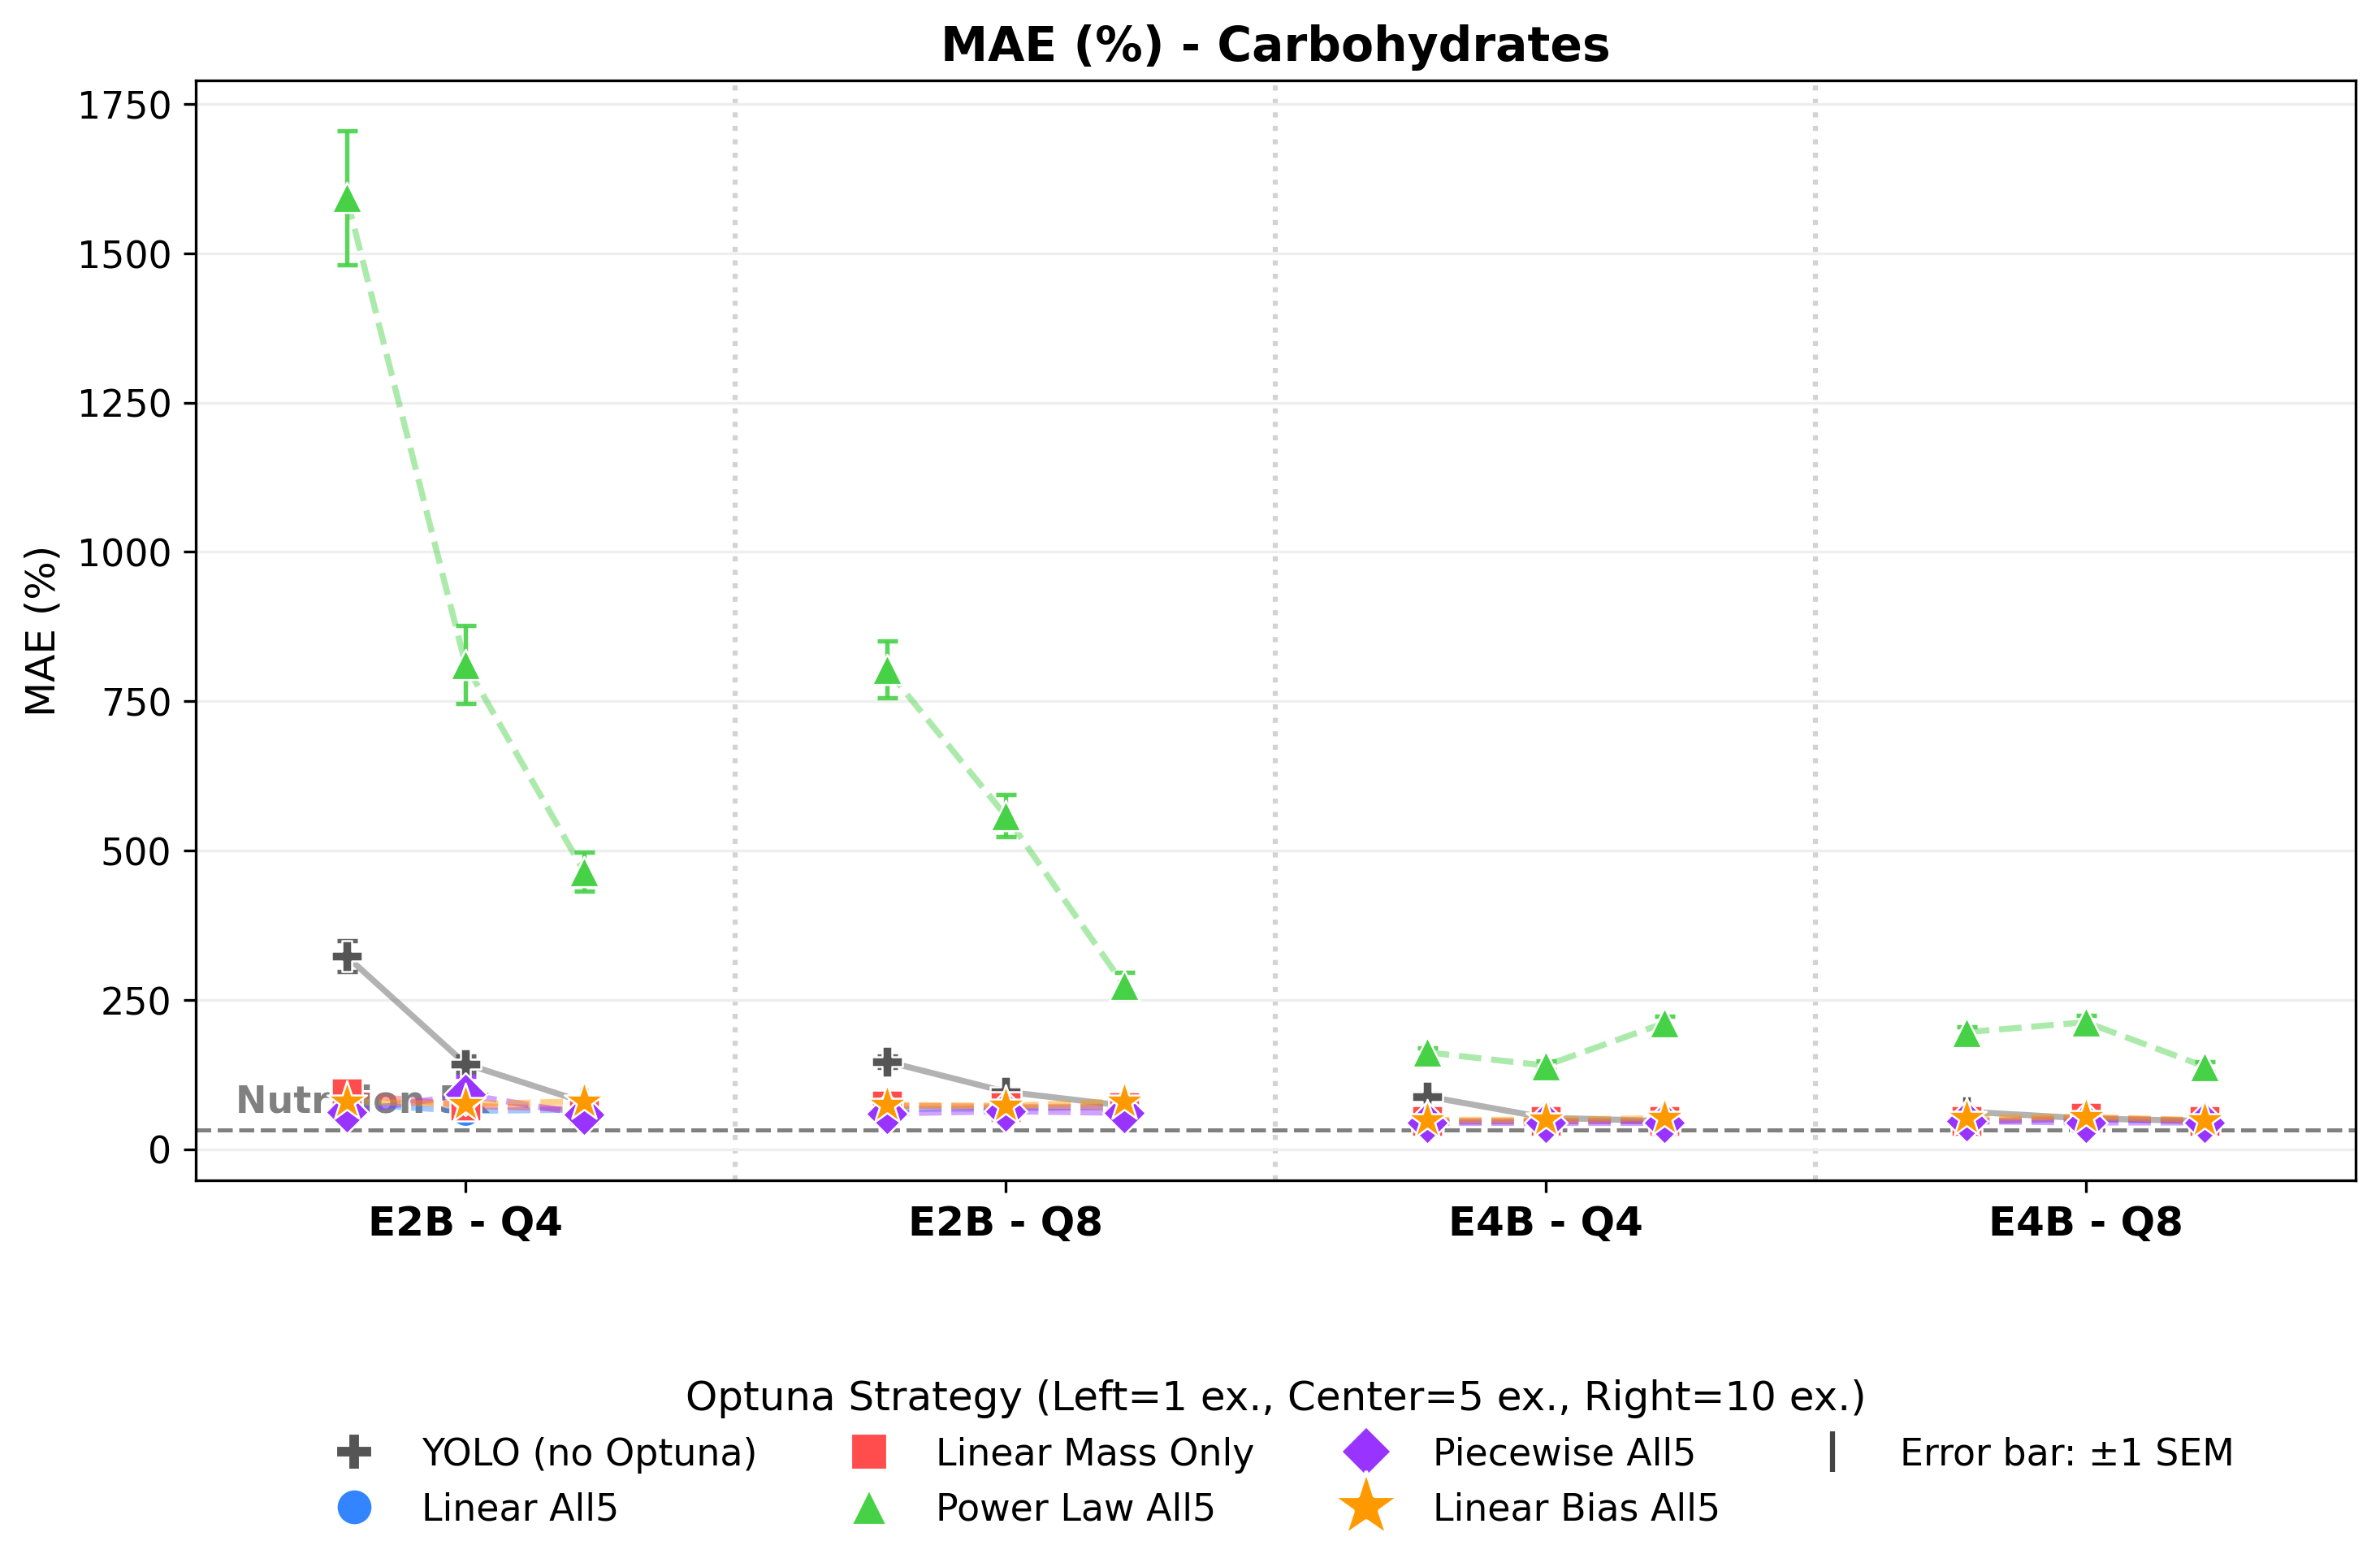 MAE (%) - Carbohydrates
MAE (%)
1750
1500
1250
1000
750
500
250
0
E2B - Q4
E2B - Q8
E4B - Q4
E4B - Q8
Optuna Strategy (Left=1 ex., Center=5 ex., Right=10 ex.)
YOLO (no Optuna)
Linear All5
Linear Mass Only
Power Law All5
Piecewise All5
Linear Bias All5
Error bar: ±1 SEM